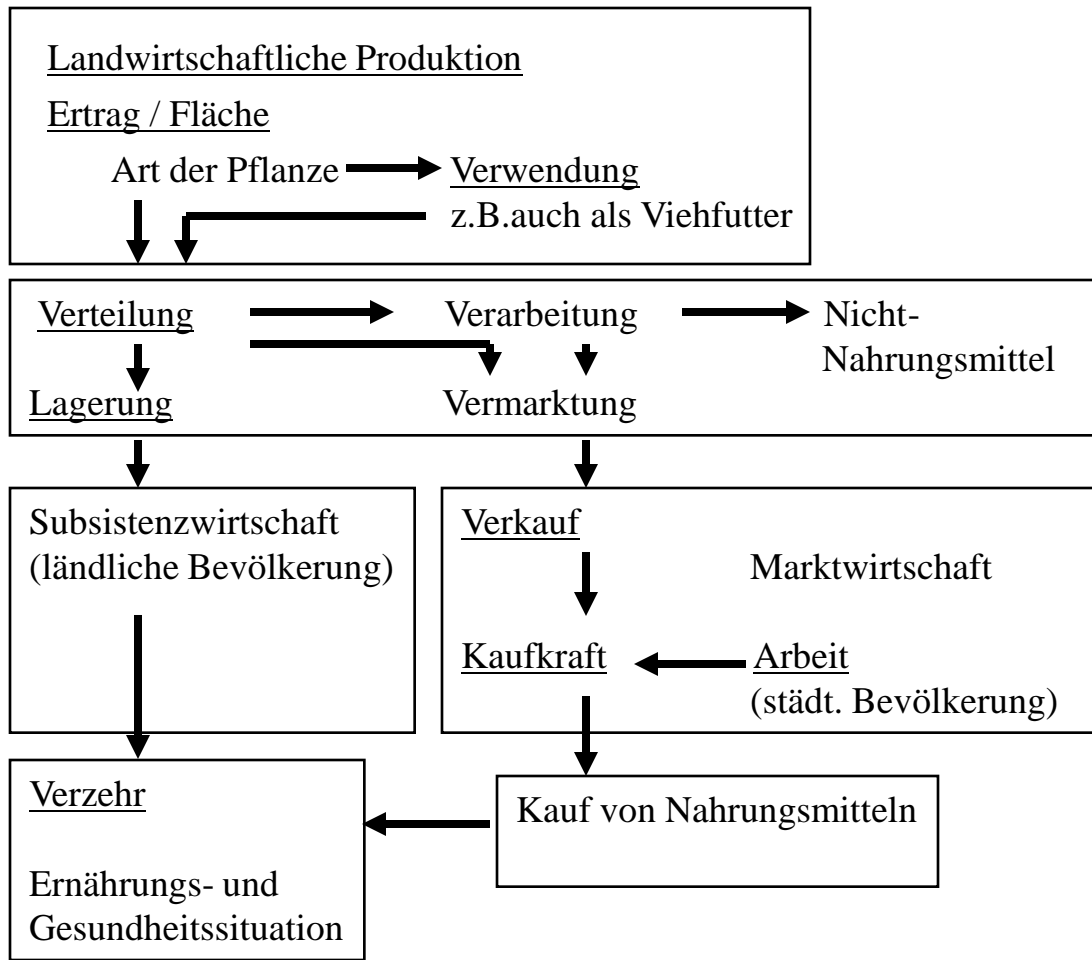 Landwirtschaftliche Produktion
Ertrag / Fläche
Art der Pflanze Verwendung
z.B.auch als Viehfutter
Verteilung Verarbeitung Nicht-
Nahrungsmittel
Lagerung Vermarktung
Subsistenzwirtschaft
(ländliche Bevölkerung)
Verkauf
Marktwirtschaft
Kaufkraft Arbeit
(städt. Bevölkerung)
Verzehr
Ernährungs- und
Gesundheitssituation
Kauf von Nahrungsmitteln